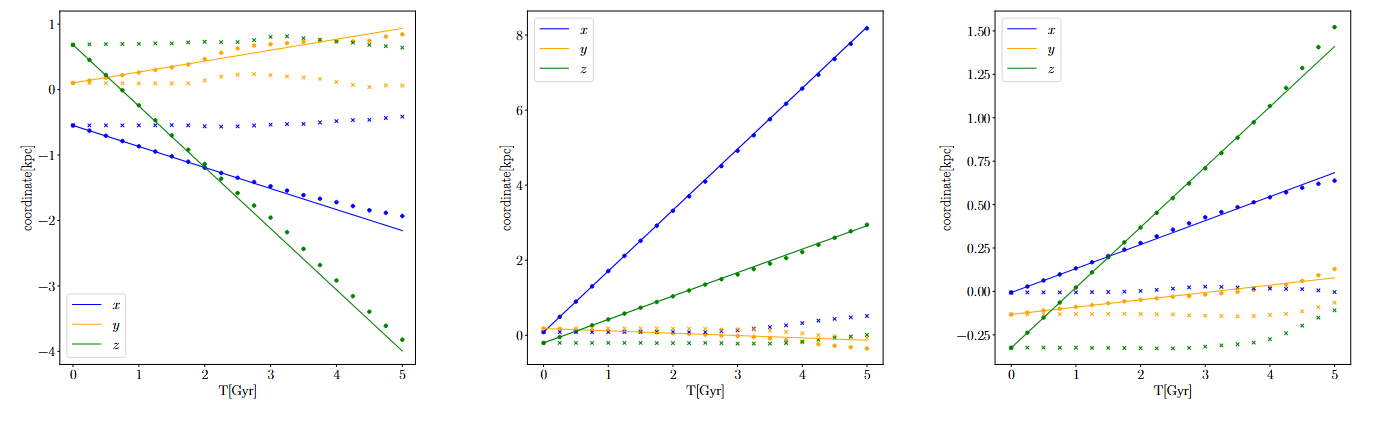 1
0
−1
−2
−3
−4
0
1
2
3
4
5
coordinate[kpc]
T[Gyr]
x
y
z
8
6
4
2
0
0
1
2
3
4
5
coordinate[kpc]
T[Gyr]
x
y
z
1.50
1.25
1.00
0.75
0.50
0.25
0.00
−0.25
0
1
2
3
4
5
coordinate[kpc]
T[Gyr]
x
y
z